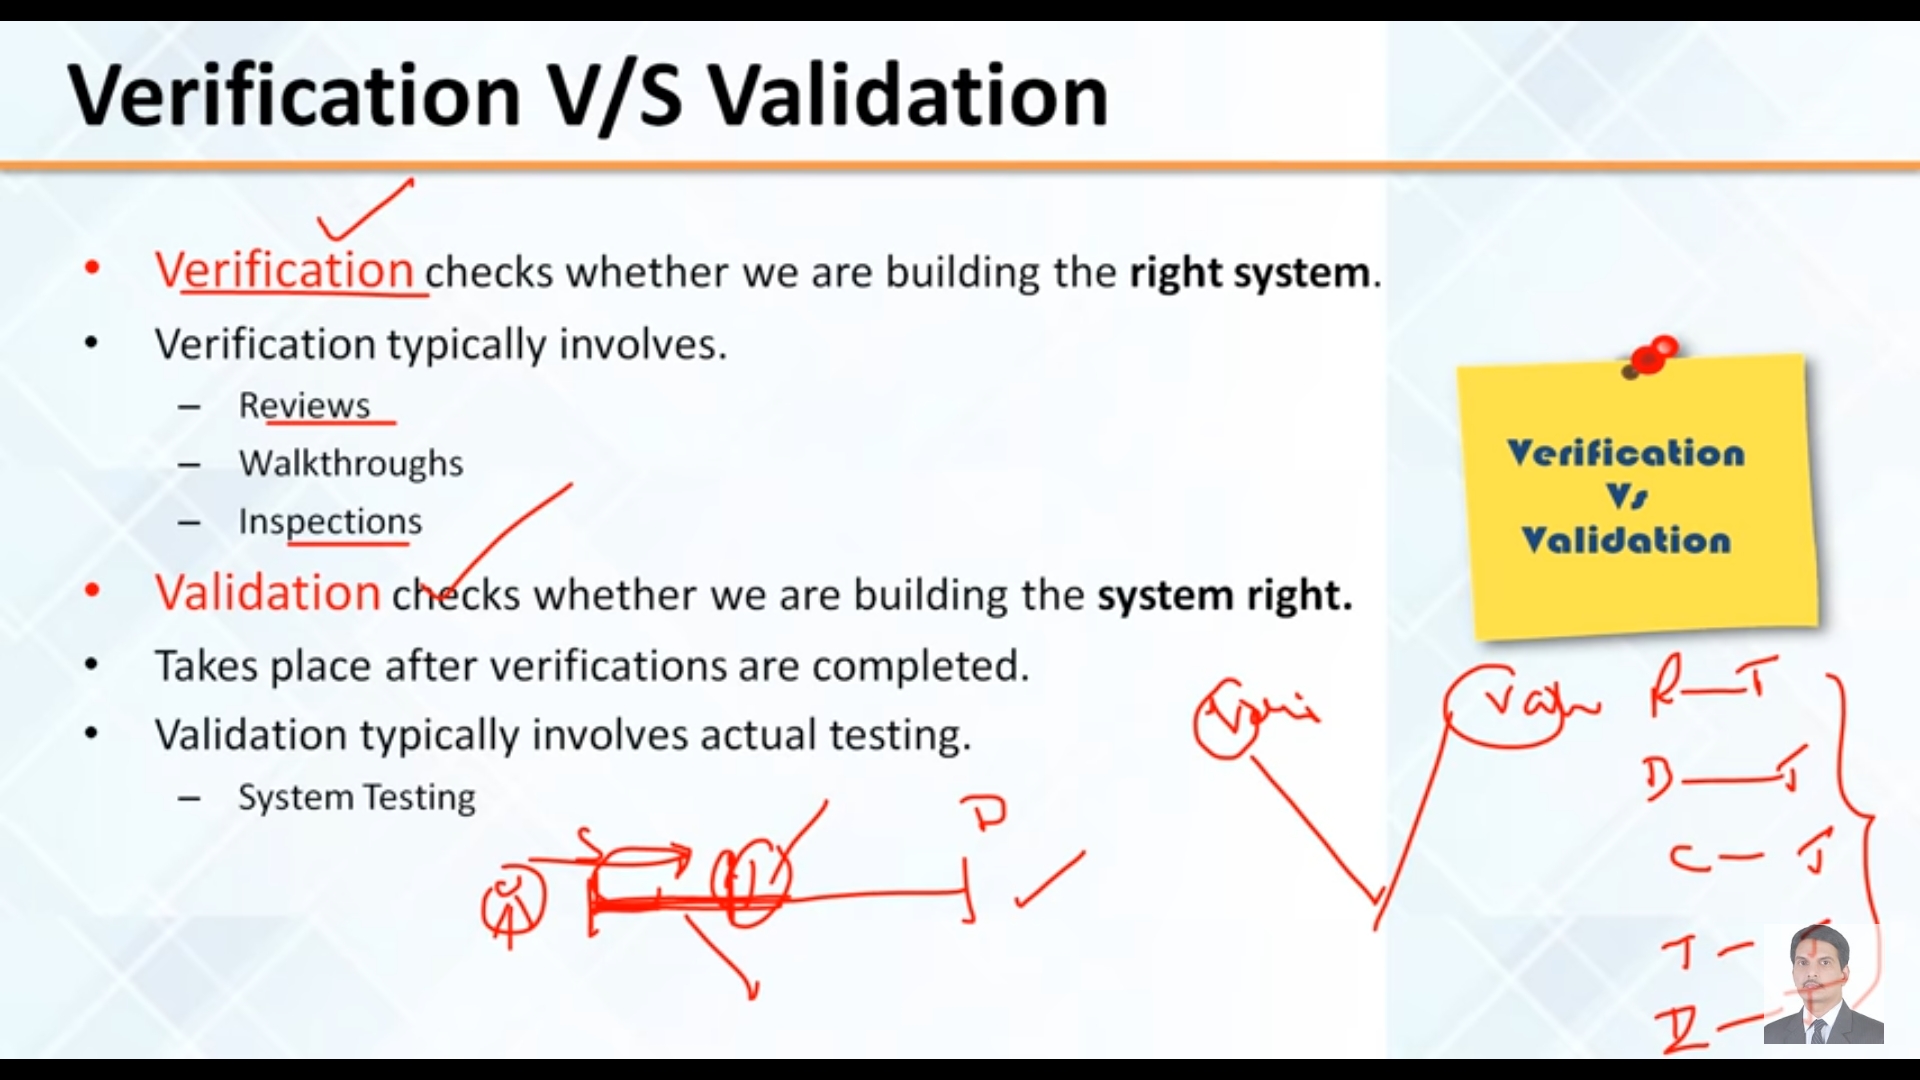 Verification V/S Validation
• Verification checks whether we are building the right system.
• Verification typically involves.
– Reviews
– Walkthroughs
– Inspections
• Validation checks whether we are building the system right.
• Takes place after verifications are completed.
• Validation typically involves actual testing.
– System Testing
Verification
Vs
Validation
Veri
R — T
D — T
C — T
T —
S
D